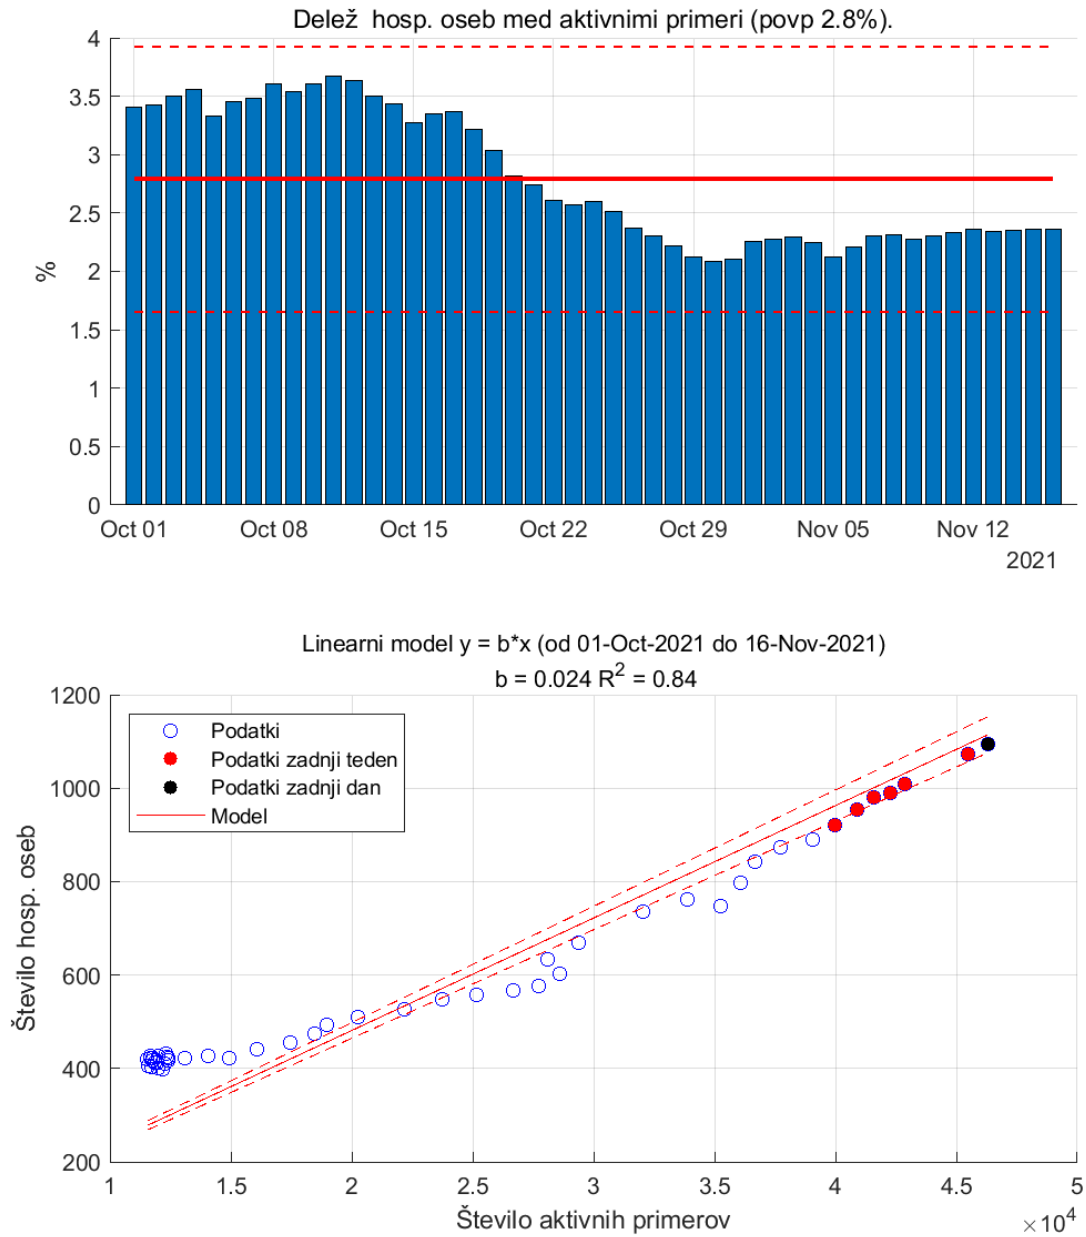 Delež  hosp. oseb med aktivnimi primeri (povp 2.8%).
4
3.5
3
2.5
2
1.5
1
0.5
0
%
Oct 01 Oct 08 Oct 15 Oct 22 Oct 29 Nov 05 Nov 12
2021
Linearni model y = b*x (od 01-Oct-2021 do 16-Nov-2021)
b = 0.024 R² = 0.84
1200
1000
800
600
400
200
Število hosp. oseb
Podatki
Podatki zadnji teden
Podatki zadnji dan
Model
1 1.5 2 2.5 3 3.5 4 4.5 5
Število aktivnih primerov
×10⁴